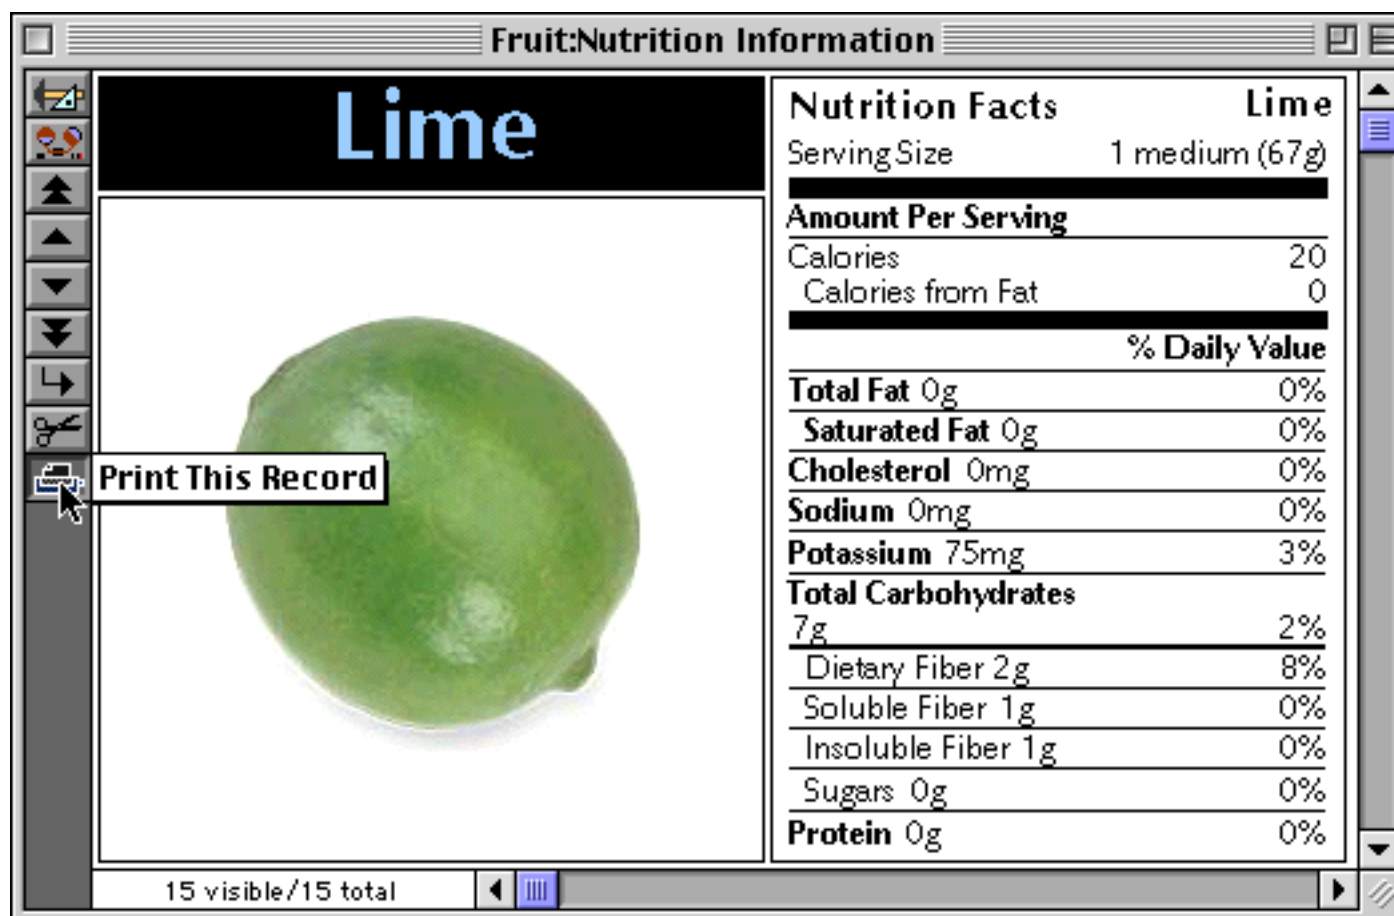 Fruit:Nutrition Information
Lime
Print This Record
Nutrition Facts Lime
Serving Size 1 medium (67g)
Amount Per Serving
Calories 20
Calories from Fat 0
% Daily Value
Total Fat 0g 0%
Saturated Fat 0g 0%
Cholesterol 0mg 0%
Sodium 0mg 0%
Potassium 75mg 3%
Total Carbohydrates
7g 2%
Dietary Fiber 2g 8%
Soluble Fiber 1g 0%
Insoluble Fiber 1g 0%
Sugars 0g 0%
Protein 0g 0%
15 visible/15 total